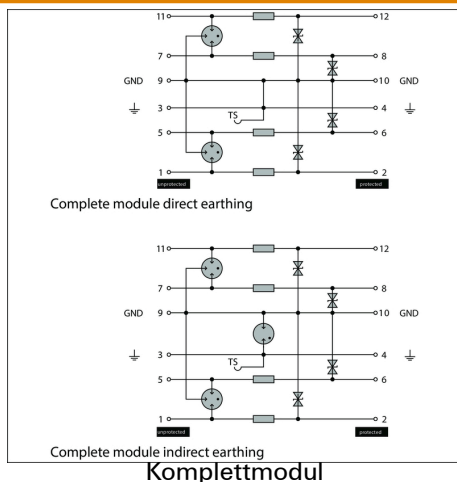 11 12
7 8
GND 9 10 GND
3 4
TS
5 6
1 2
unprotected protected
Complete module direct earthing
11 12
7 8
GND 9 10 GND
3 4
TS
5 6
1 2
unprotected protected
Complete module indirect earthing
Komplettmodul